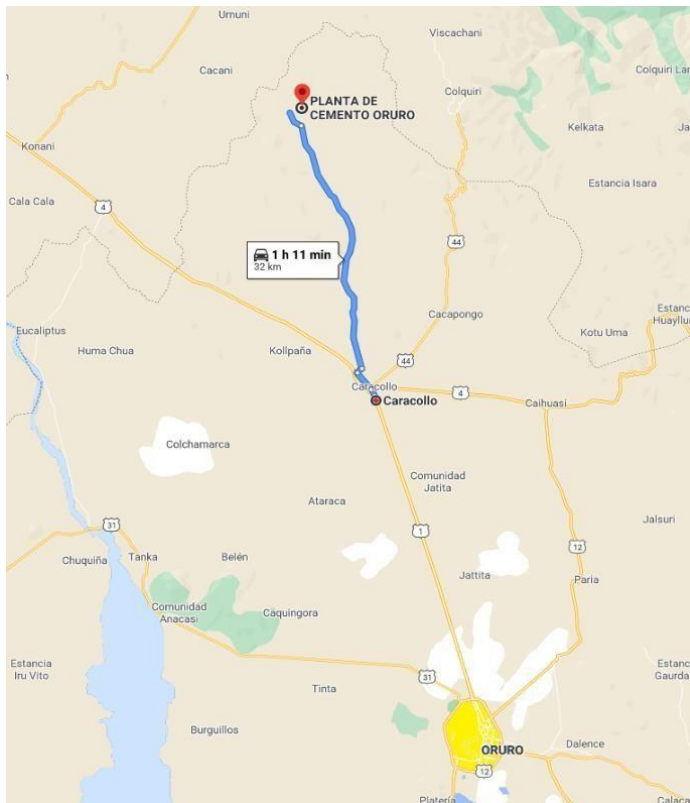 Urmuni
Viscachani
Cacani
Colquiri Lar
PLANTA DE
CEMENTO ORURO
Colquiri
Konani
Kelkata
Ja
Cala Cala
Estancia Isara
4
44
1 h 11 min
32 km
Cacapongo
Estanc
Huayllur
Eucaliptus
Huma Chua
Kollpaña
Kotu Uma
44
Caracollo
4
Caracollo
Caihuasi
Colchamarca
Comunidad
Jatita
Ataraca
Jalsuri
31
1
12
Chuquiña
Tanka
Belén
Jattita
Paria
Comunidad
Anacasi
Caquingora
Estancia
Iru Vito
Estanc
Gaurda
31
Tinta
Burguillos
ORURO
Dalence
12
Platería
Calaca